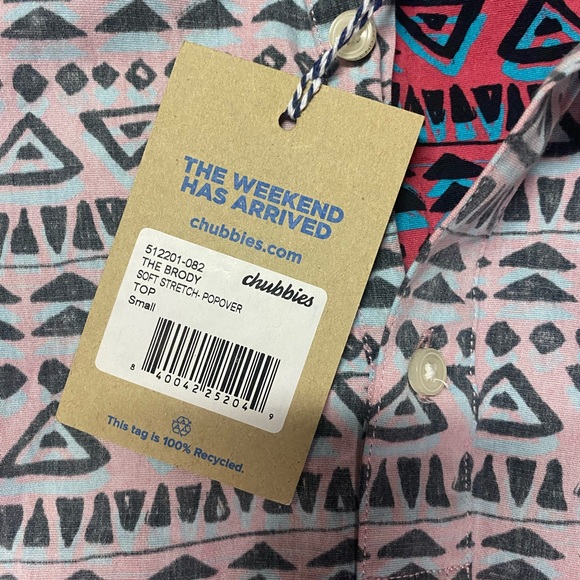 THE WEEKEND
HAS ARRIVED
chubbies.com
512201-082
THE BRODY
chubbies
SOFT STRETCH- POPOVER
TOP
Small
8 40042 25204 9
This tag is 100% Recycled.